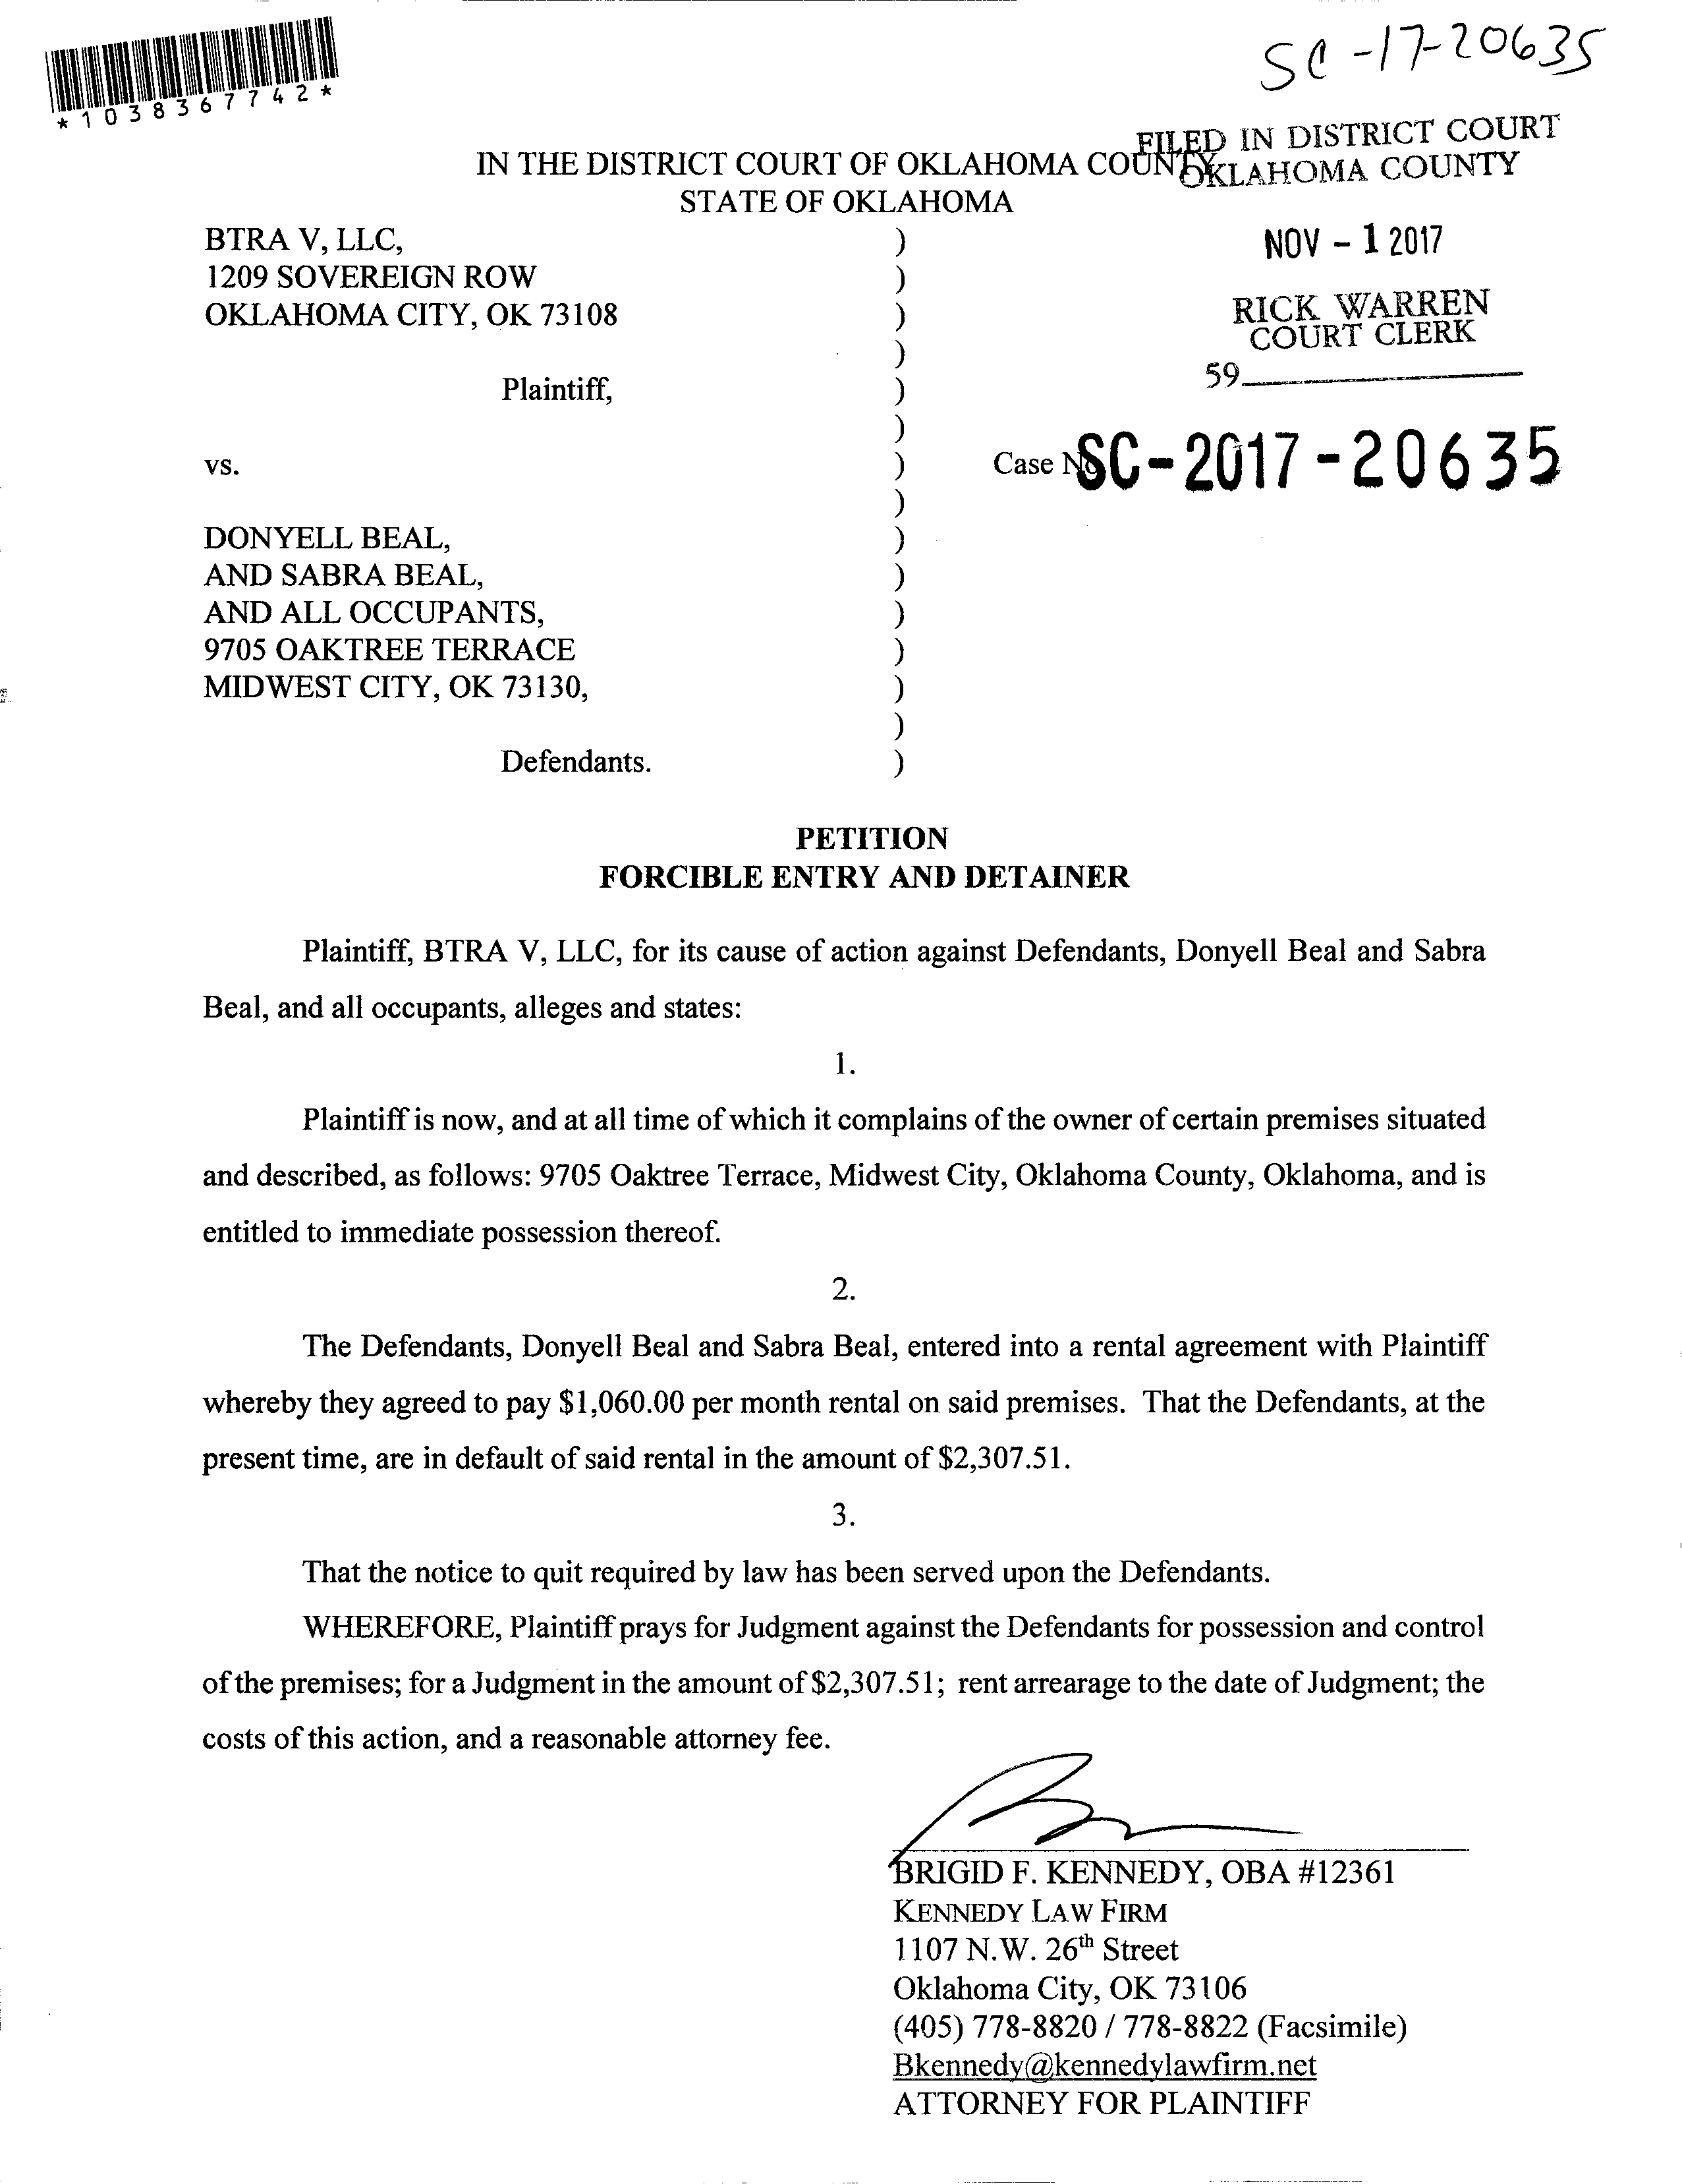 SC-17-20635
*1038367742*
FILED IN DISTRICT COURT
OKLAHOMA COUNTY
IN THE DISTRICT COURT OF OKLAHOMA COUNTY
STATE OF OKLAHOMA
NOV - 1 2017
RICK WARREN
COURT CLERK
59
BTRA V, LLC, )
1209 SOVEREIGN ROW )
OKLAHOMA CITY, OK 73108 )
)
Plaintiff, )
)
vs. ) Case No. SC-2017-20635
)
DONYELL BEAL, )
AND SABRA BEAL, )
AND ALL OCCUPANTS, )
9705 OAKTREE TERRACE )
MIDWEST CITY, OK 73130, )
)
Defendants. )
PETITION
FORCIBLE ENTRY AND DETAINER
Plaintiff, BTRA V, LLC, for its cause of action against Defendants, Donyell Beal and Sabra
Beal, and all occupants, alleges and states:
1.
Plaintiff is now, and at all time of which it complains of the owner of certain premises situated
and described, as follows: 9705 Oaktree Terrace, Midwest City, Oklahoma County, Oklahoma, and is
entitled to immediate possession thereof.
2.
The Defendants, Donyell Beal and Sabra Beal, entered into a rental agreement with Plaintiff
whereby they agreed to pay $1,060.00 per month rental on said premises. That the Defendants, at the
present time, are in default of said rental in the amount of $2,307.51.
3.
That the notice to quit required by law has been served upon the Defendants.
WHEREFORE, Plaintiff prays for Judgment against the Defendants for possession and control
of the premises; for a Judgment in the amount of $2,307.51; rent arrearage to the date of Judgment; the
costs of this action, and a reasonable attorney fee.
BRIGID F. KENNEDY, OBA #12361
KENNEDY LAW FIRM
1107 N.W. 26th Street
Oklahoma City, OK 73106
(405) 778-8820 / 778-8822 (Facsimile)
Bkennedy@kennedylawfirm.net
ATTORNEY FOR PLAINTIFF